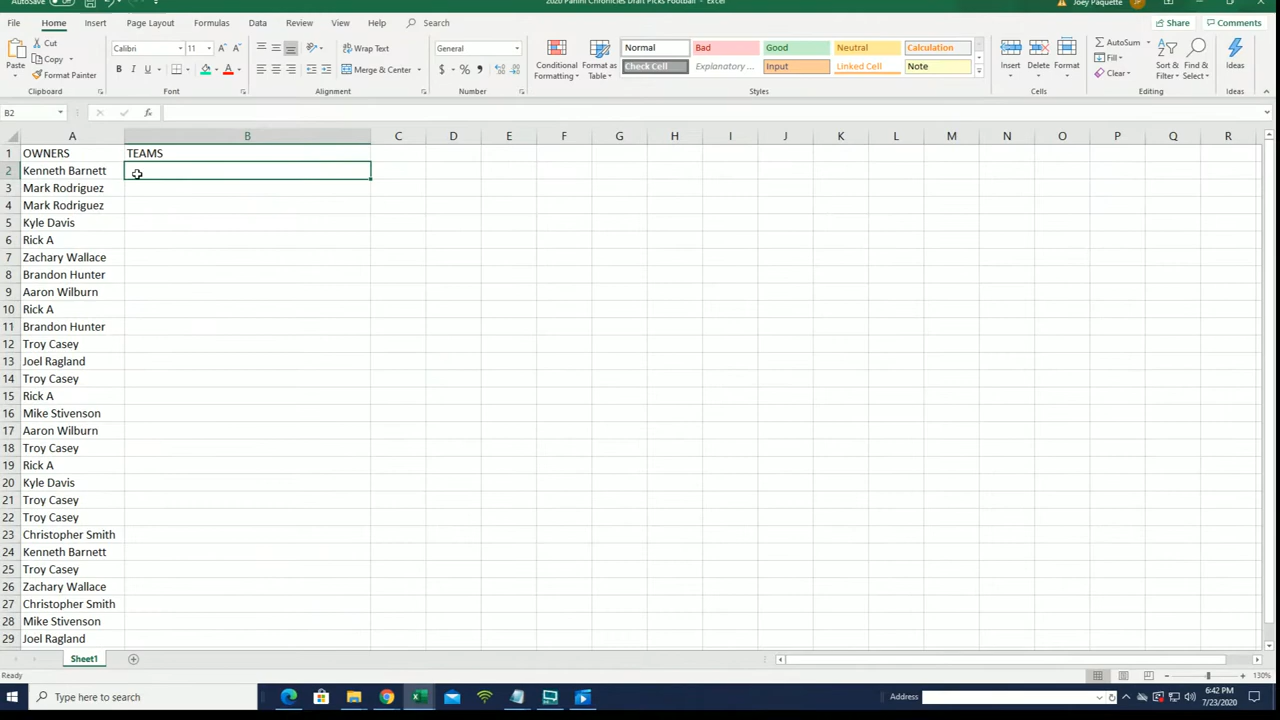 AutoSave Off 2020 Panini Chronicles Draft Picks Football - Excel Joey Paquette JP
File Home Insert Page Layout Formulas Data Review View Help Search Share Comments
Paste Cut Copy Format Painter
Calibri 11 Wrap Text Merge & Center General
Conditional Formatting Format as Table
Normal Bad Good Neutral Calculation
Check Cell Explanatory ... Input Linked Cell Note
Insert Delete Format AutoSum Fill Clear Sort & Filter Find & Select Ideas
Clipboard Font Alignment Number Styles Cells Editing Ideas
B2 fx
A B C D E F G H I J K L M N O P Q R
1 OWNERS TEAMS
2 Kenneth Barnett
3 Mark Rodriguez
4 Mark Rodriguez
5 Kyle Davis
6 Rick A
7 Zachary Wallace
8 Brandon Hunter
9 Aaron Wilburn
10 Rick A
11 Brandon Hunter
12 Troy Casey
13 Joel Ragland
14 Troy Casey
15 Rick A
16 Mike Stivenson
17 Aaron Wilburn
18 Troy Casey
19 Rick A
20 Kyle Davis
21 Troy Casey
22 Troy Casey
23 Christopher Smith
24 Kenneth Barnett
25 Troy Casey
26 Zachary Wallace
27 Christopher Smith
28 Mike Stivenson
29 Joel Ragland
Sheet1
Ready 130%
Type here to search Address 6:42 PM
7/23/2020